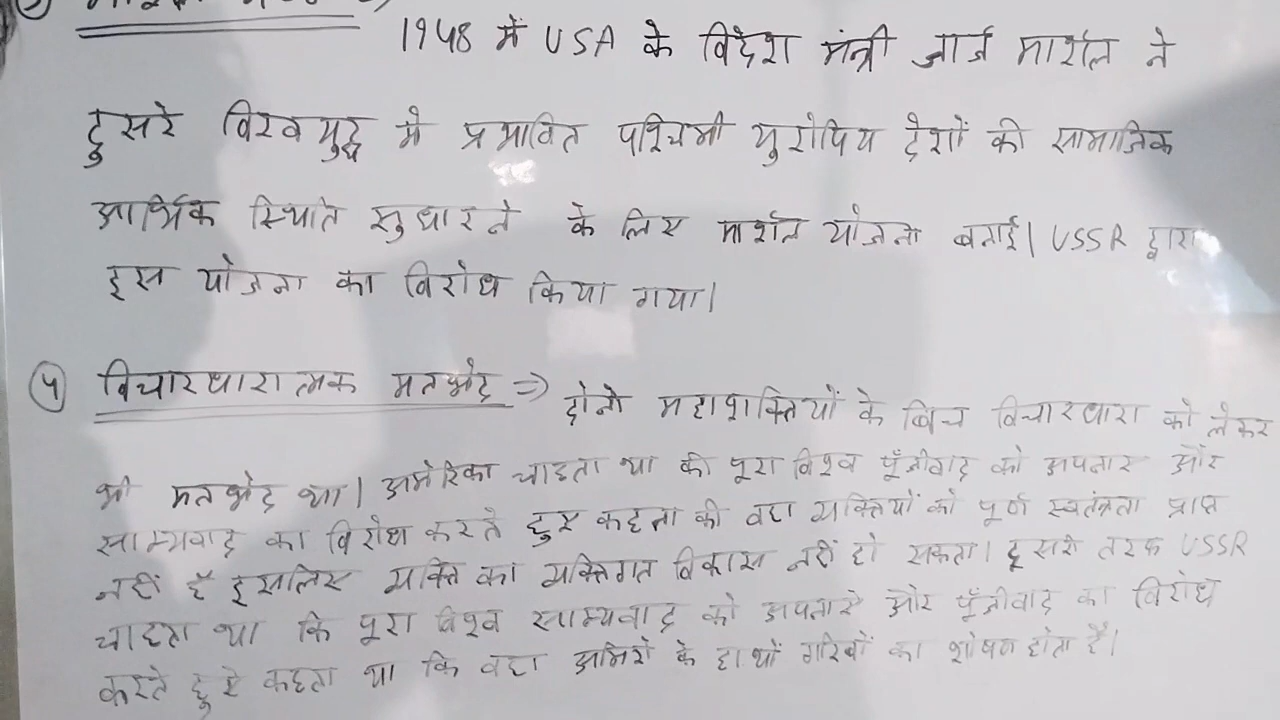 1948 में USA के विदेश मंत्री जार्ज मार्शल ने
दुसरे विश्वयुद्ध मे प्रभावित पश्चिमी युरोपिय देशों की सामाजिक
आर्थिक स्थिति सुधारने के लिए मार्शल योजना बनाई। USSR द्वारा
इस योजना का विरोध किया गया।
५ विचारधारात्मक मतभेद => दोनो महाशक्तियों के बिच विचारधारा को लेकर
भी मतभेद था। अमेरिका चाहता था की पूरा विश्व पूँजीवाद को अपनाए और
साम्यवाद का विरोध करते हुए कहता की वहा व्यक्तियों को पूर्ण स्वतंत्रता प्राप्त
नहीं है इसलिए व्यक्ति का व्यक्तिगत विकास नहीं हो सकता। दूसरी तरफ USSR
चाहता था कि पूरा विश्व साम्यवाद को अपनाऐ और पूँजीवाद का विरोध
करते हुऐ कहता था कि वहा अमिरो के हाथों गरिबों का शोषण होता है।